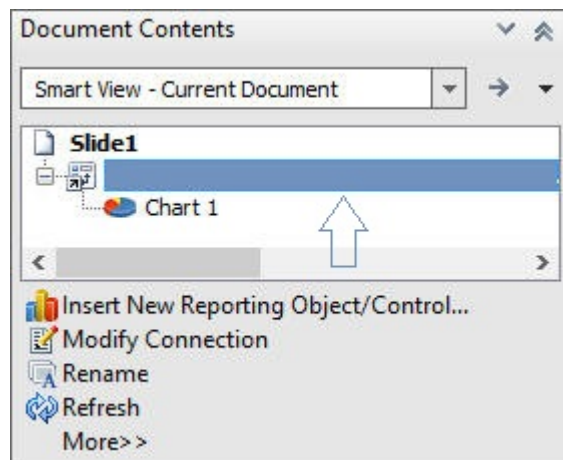 Document Contents
Smart View - Current Document
Slide1
Chart 1
Insert New Reporting Object/Control...
Modify Connection
Rename
Refresh
More>>